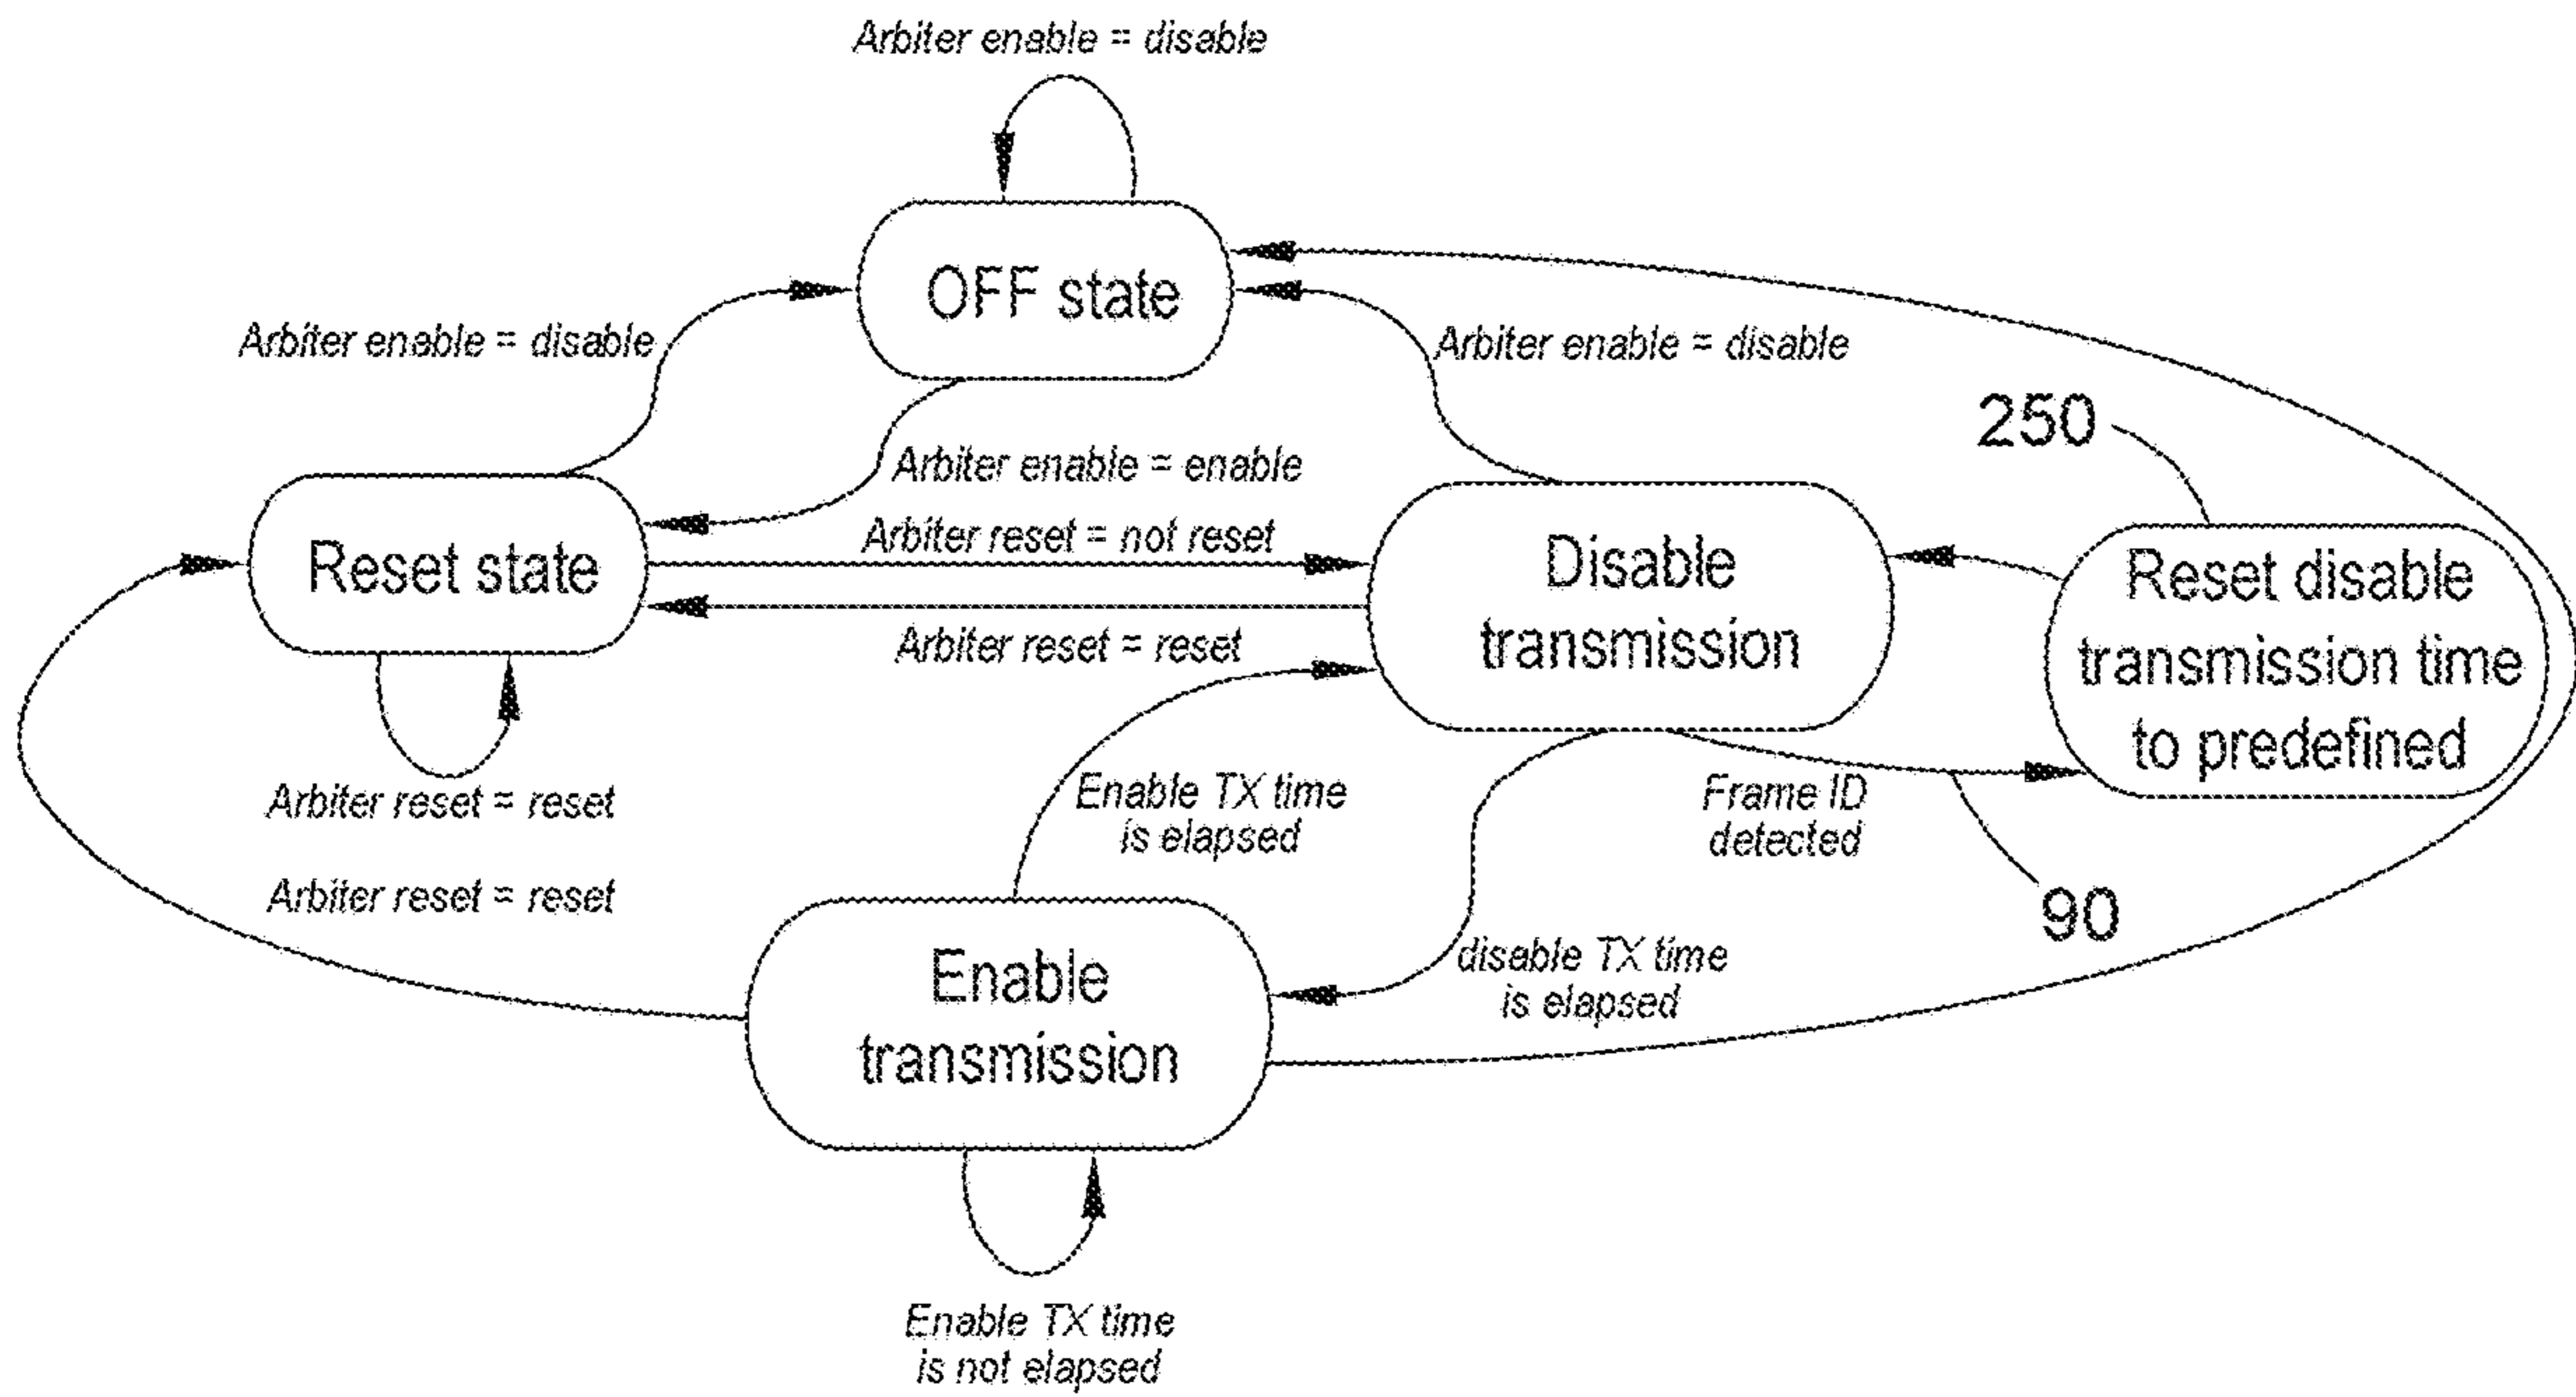 Arbiter enable = disable
OFF state
Arbiter enable = disable
Arbiter enable = disable
250
Arbiter enable = enable
Arbiter reset = not reset
Reset state
Disable
transmission
Reset disable
transmission time
to predefined
Arbiter reset = reset
Arbiter reset = reset
Enable TX time
is elapsed
Frame ID
detected
Arbiter reset = reset
90
Enable
transmission
disable TX time
is elapsed
Enable TX time
is not elapsed